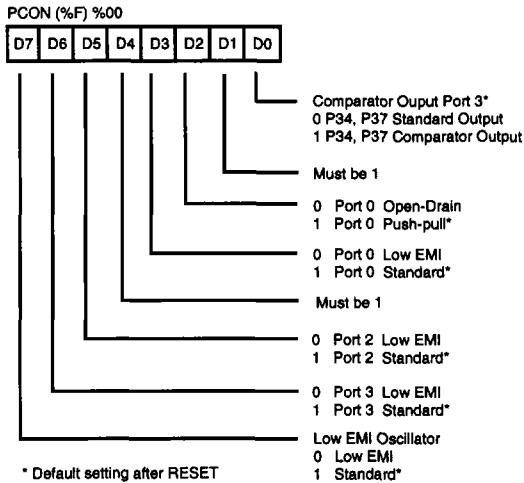 PCON (%F) %00
D7 D6 D5 D4 D3 D2 D1 D0
Comparator Ouput Port 3*
0 P34, P37 Standard Output
1 P34, P37 Comparator Output
Must be 1
0 Port 0 Open-Drain
1 Port 0 Push-pull*
0 Port 0 Low EMI
1 Port 0 Standard*
Must be 1
0 Port 2 Low EMI
1 Port 2 Standard*
0 Port 3 Low EMI
1 Port 3 Standard*
Low EMI Oscillator
0 Low EMI
1 Standard*
* Default setting after RESET